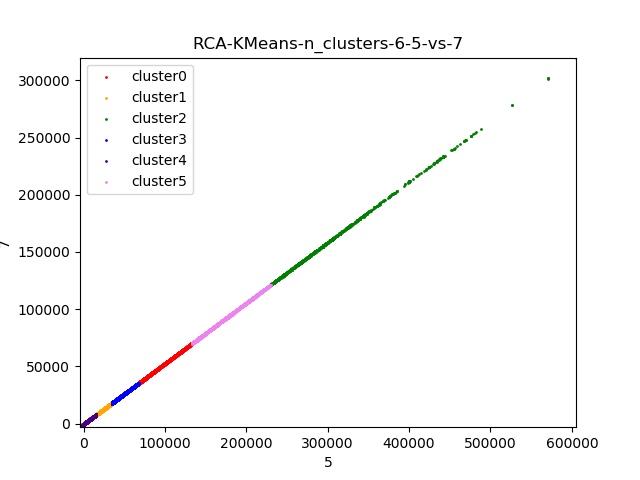 RCA-KMeans-n_clusters-6-5-vs-7
cluster0
cluster1
cluster2
cluster3
cluster4
cluster5
300000
250000
200000
150000
100000
50000
0
7
0
100000
200000
300000
400000
500000
600000
5